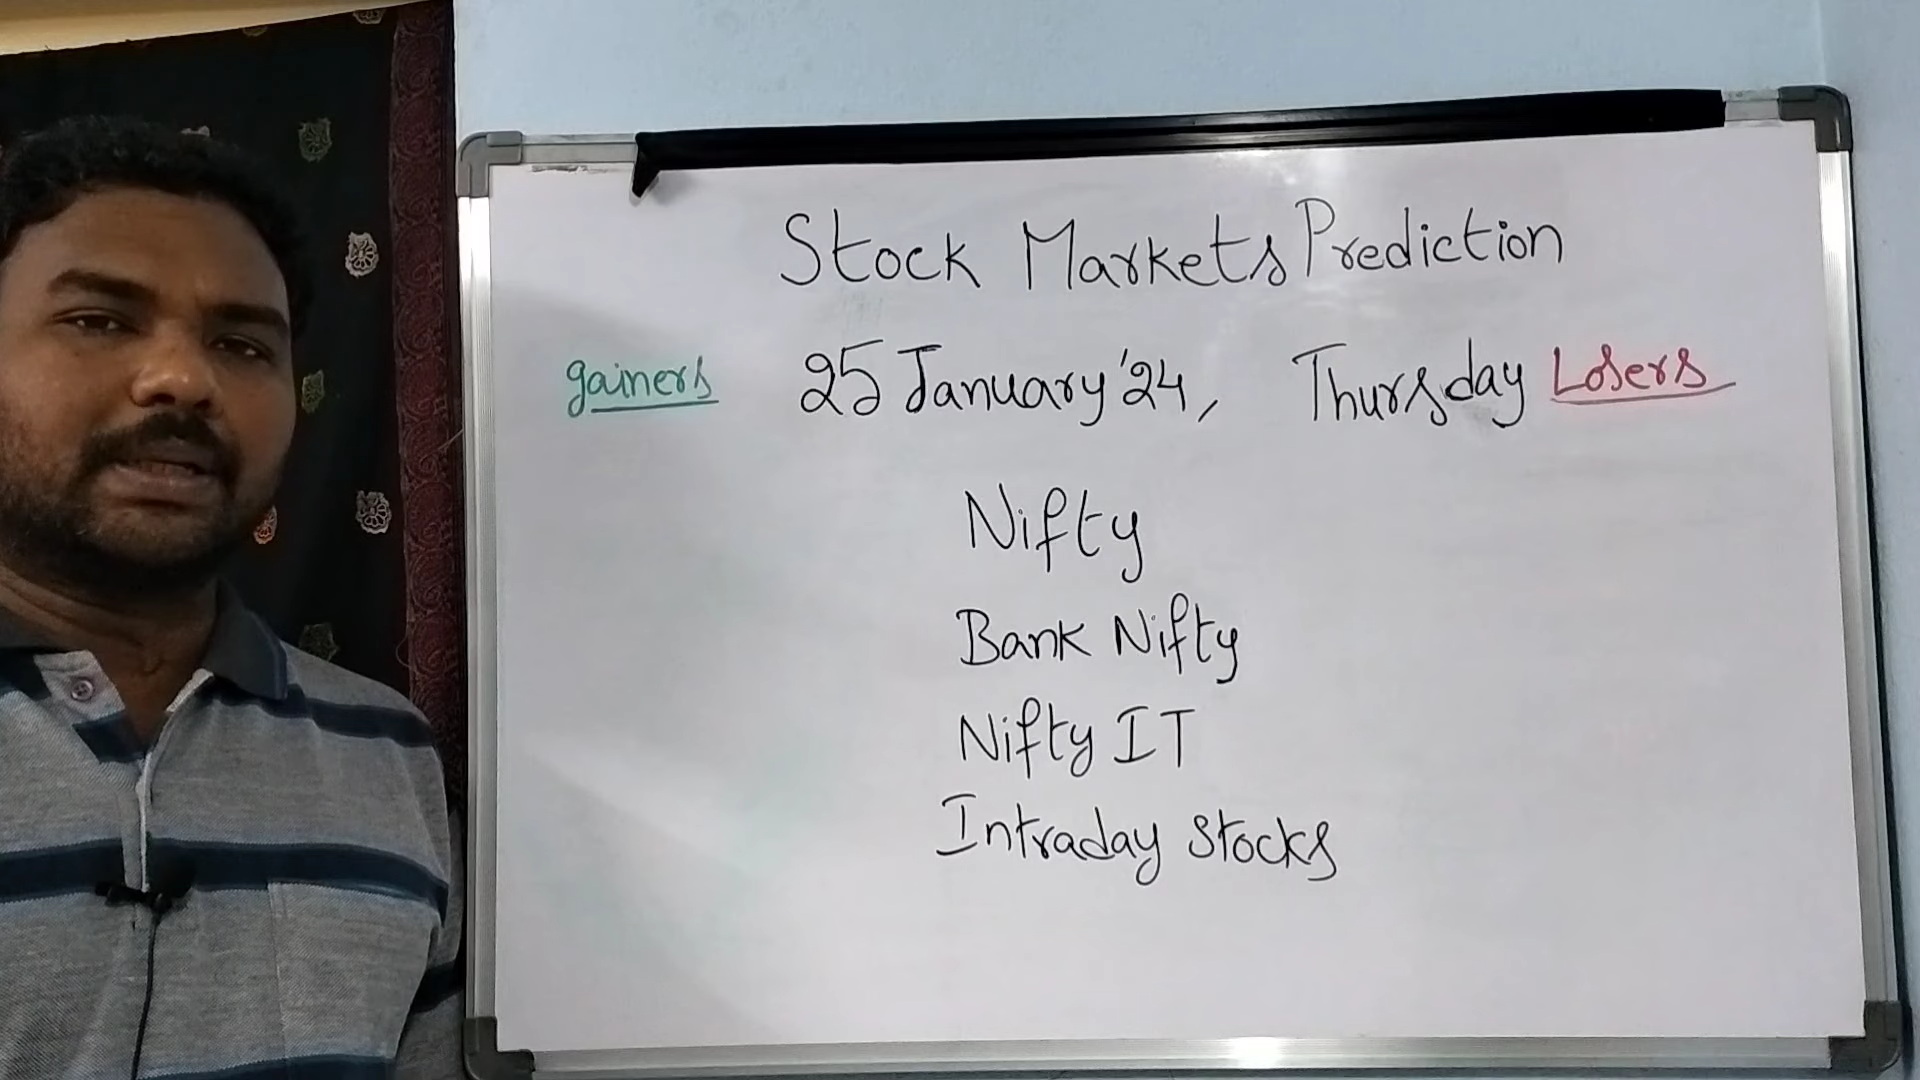 Stock Markets Prediction
gainers 25 January '24, Thursday Losers
Nifty
Bank Nifty
Nifty IT
Intraday Stocks